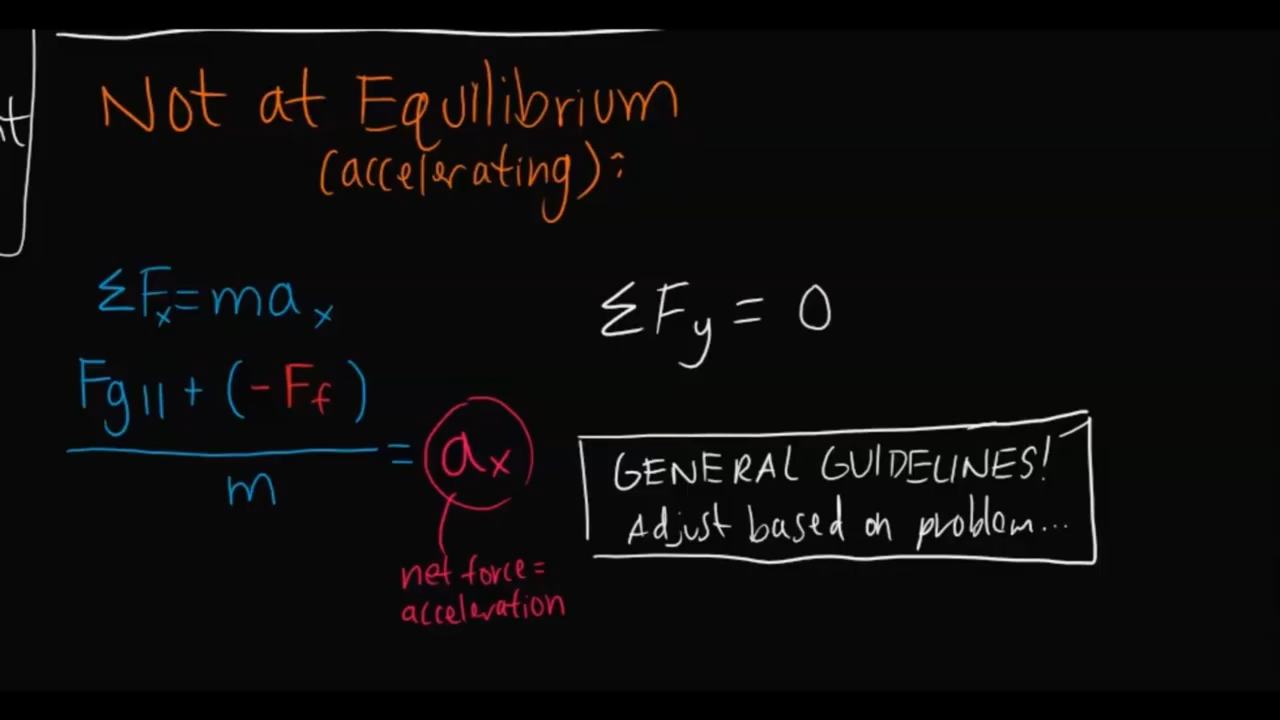 nt
Not at Equilibrium
(accelerating):
ΣFx=max
ΣFy = 0
Fg|| + (-Ff)
m
= ax
GENERAL GUIDELINES!
Adjust based on problem...
net force =
acceleration